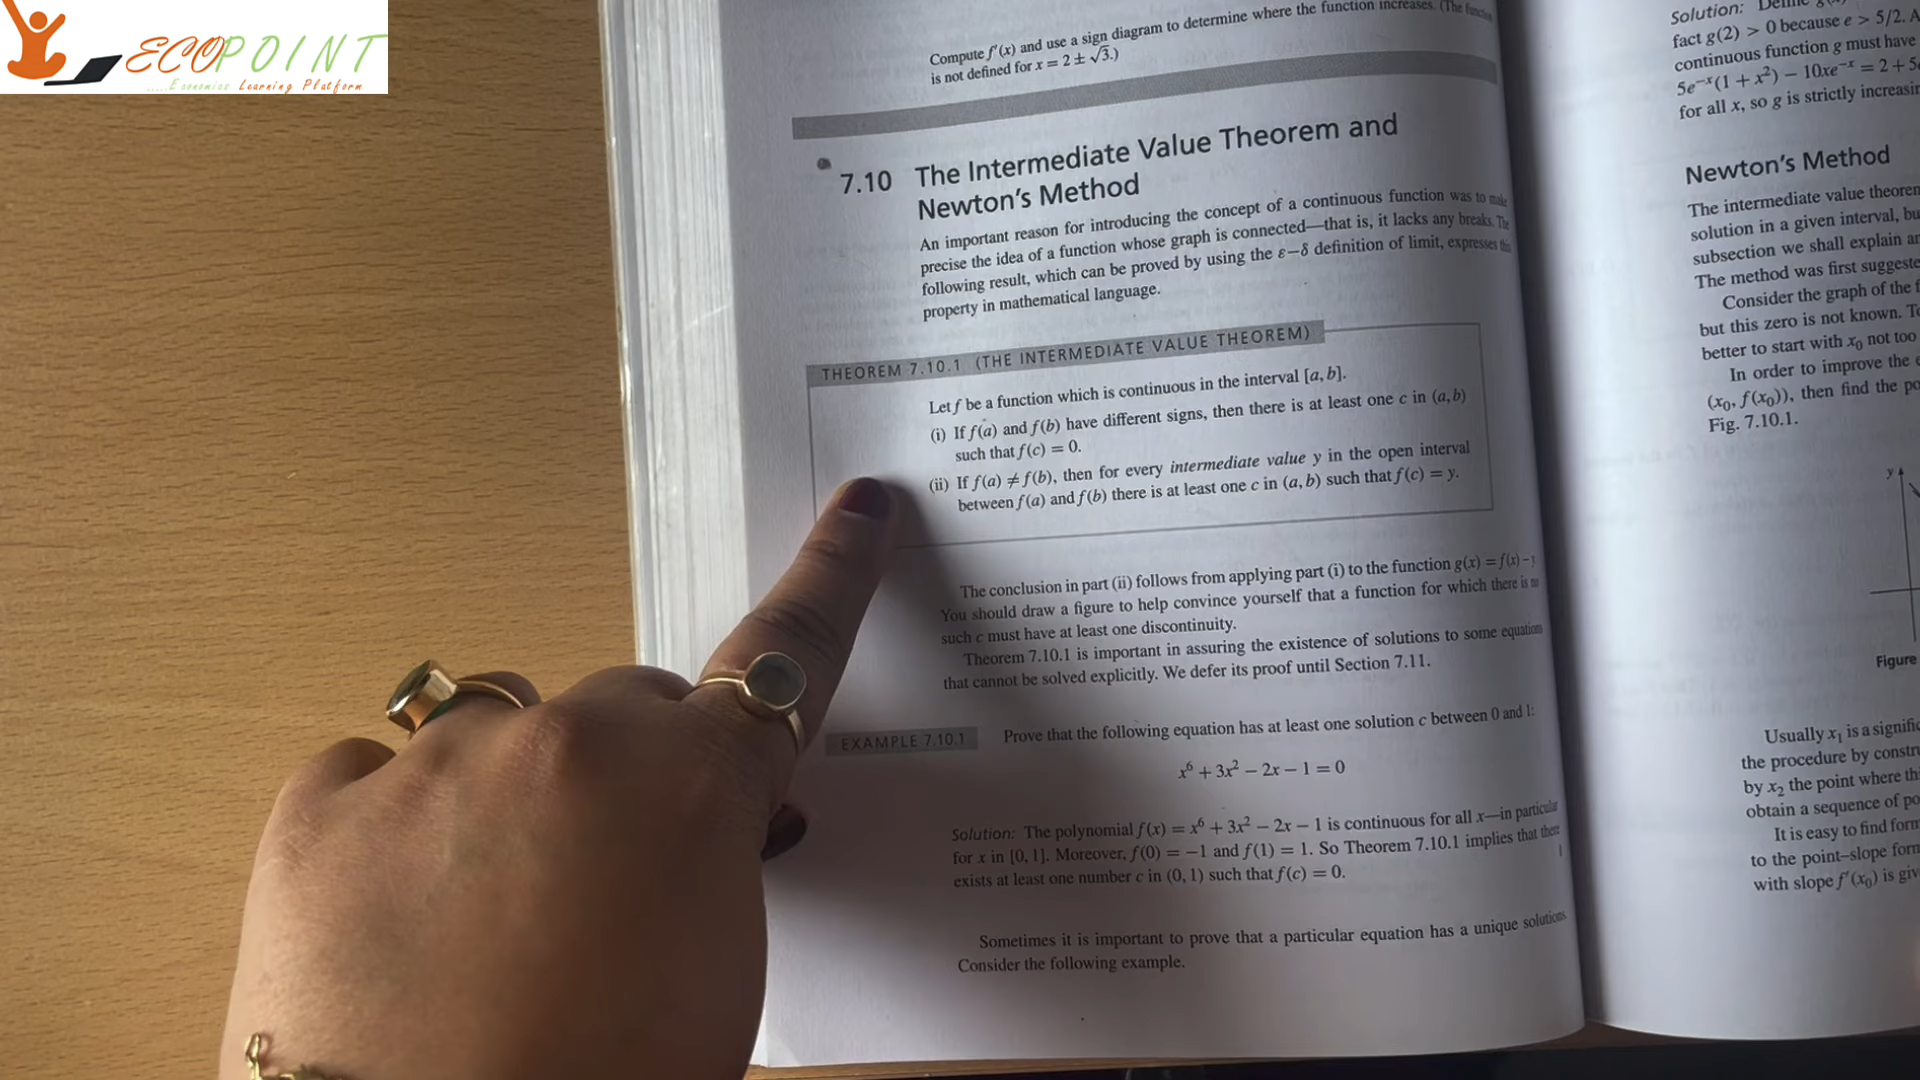 ECOPOINT
.....Economics Learning Platform
Compute f′(x) and use a sign diagram to determine where the function increases. (The function
is not defined for x = 2 ± √3.)
7.10 The Intermediate Value Theorem and
Newton's Method
An important reason for introducing the concept of a continuous function was to make
precise the idea of a function whose graph is connected—that is, it lacks any breaks. The
following result, which can be proved by using the ε–δ definition of limit, expresses this
property in mathematical language.
THEOREM 7.10.1 (THE INTERMEDIATE VALUE THEOREM)
Let f be a function which is continuous in the interval [a, b].
(i) If f(a) and f(b) have different signs, then there is at least one c in (a, b)
such that f(c) = 0.
(ii) If f(a) ≠ f(b), then for every intermediate value y in the open interval
between f(a) and f(b) there is at least one c in (a, b) such that f(c) = y.
The conclusion in part (ii) follows from applying part (i) to the function g(x) = f(x) – y
You should draw a figure to help convince yourself that a function for which there is no
such c must have at least one discontinuity.
Theorem 7.10.1 is important in assuring the existence of solutions to some equations
that cannot be solved explicitly. We defer its proof until Section 7.11.
EXAMPLE 7.10.1 Prove that the following equation has at least one solution c between 0 and 1:
x⁶ + 3x² – 2x – 1 = 0
Solution: The polynomial f(x) = x⁶ + 3x² – 2x – 1 is continuous for all x—in particular
for x in [0, 1]. Moreover, f(0) = –1 and f(1) = 1. So Theorem 7.10.1 implies that there
exists at least one number c in (0, 1) such that f(c) = 0.
Sometimes it is important to prove that a particular equation has a unique solution.
Consider the following example.
Solution:
fact g(2) > 0 because e > 5/2. A
continuous function g must have
5e⁻ˣ(1 + x²) – 10xe⁻ˣ = 2 + 5
for all x, so g is strictly increasin
Newton's Method
The intermediate value theorem
solution in a given interval, bu
subsection we shall explain an
The method was first suggeste
Consider the graph of the f
but this zero is not known. To
better to start with x₀ not too
In order to improve the e
(x₀, f(x₀)), then find the po
Fig. 7.10.1.
y
Figure
Usually x₁ is a signific
the procedure by constru
by x₂ the point where thi
obtain a sequence of po
It is easy to find form
to the point–slope form
with slope f′(x₀) is giv